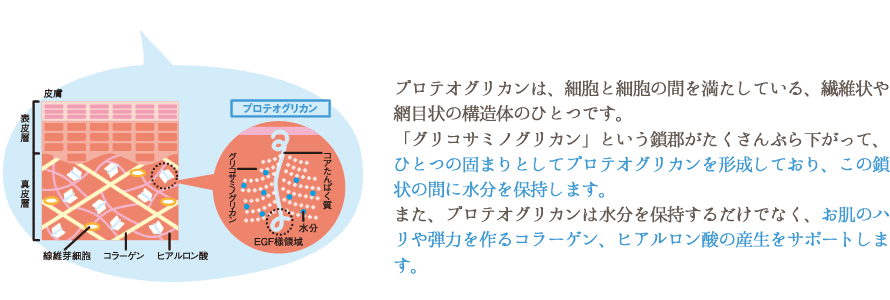 皮膚
表皮層
真皮層
線維芽細胞
コラーゲン
ヒアルロン酸
プロテオグリカン
グリコサミノグリカン
コアたんぱく質
水分
EGF様領域
プロテオグリカンは、細胞と細胞の間を満たしている、繊維状や
網目状の構造体のひとつです。
「グリコサミノグリカン」という鎖郡がたくさんぶら下がって、
ひとつの固まりとしてプロテオグリカンを形成しており、この鎖
状の間に水分を保持します。
また、プロテオグリカンは水分を保持するだけでなく、お肌のハ
リや弾力を作るコラーゲン、ヒアルロン酸の産生をサポートしま
す。